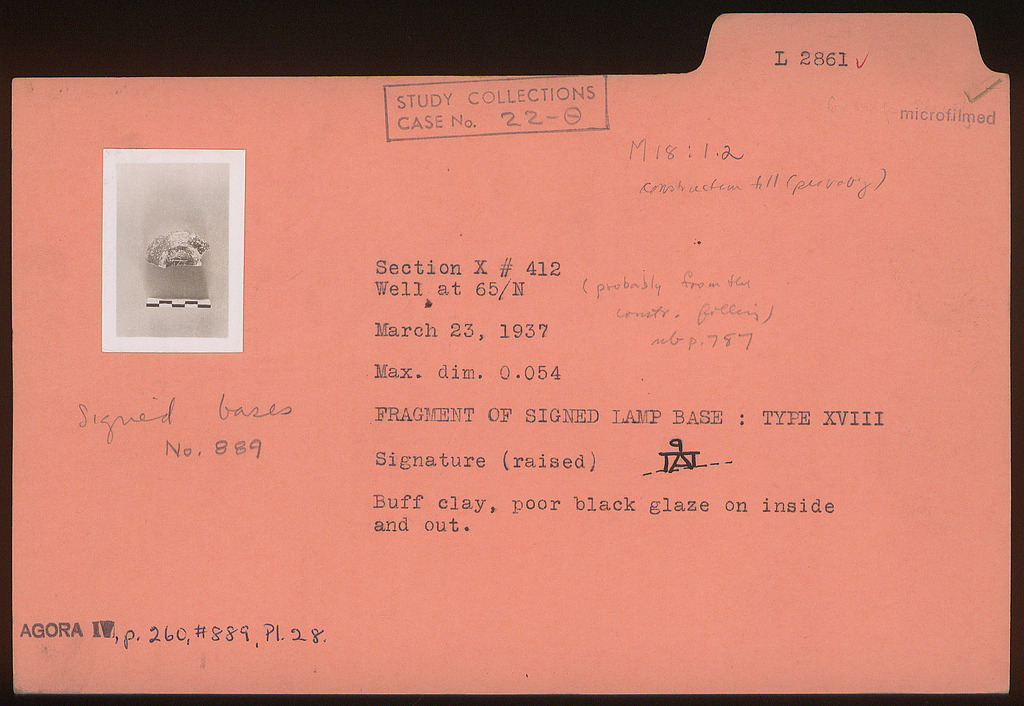 L 2861 ✓
microfilmed
STUDY COLLECTIONS
CASE No. 22-Θ
M 18:1.2
construction fill (probably)
Section X # 412
Well at 65/N
(probably from the
constr. filling)
nb p. 787
March 23, 1937
Max. dim. 0.054
FRAGMENT OF SIGNED LAMP BASE : TYPE XVIII
Signature (raised)
Buff clay, poor black glaze on inside
and out.
Signed bases
No. 889
AGORA IV, p. 260, #889, Pl. 28.